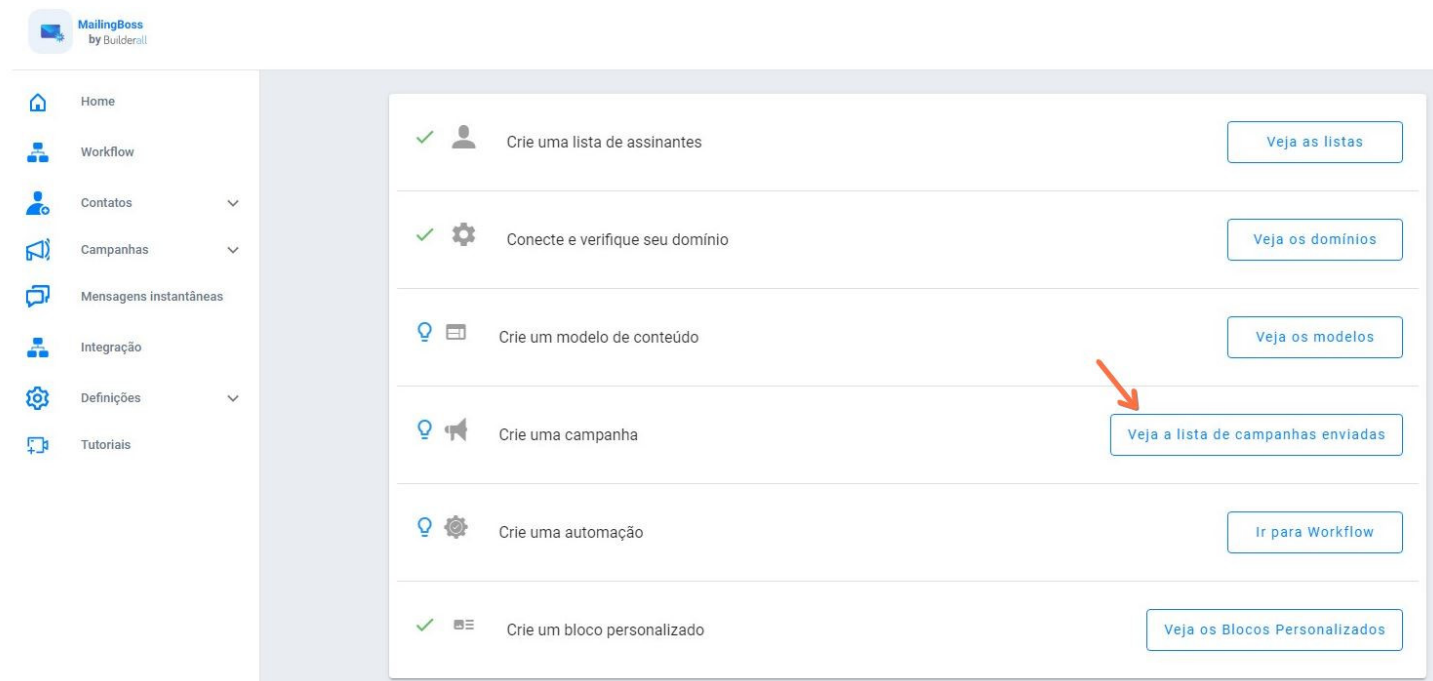 MailingBoss
by Builderall
Home
Workflow
Contatos
Campanhas
Mensagens instantâneas
Integração
Definições
Tutoriais
Crie uma lista de assinantes
Veja as listas
Conecte e verifique seu domínio
Veja os domínios
Crie um modelo de conteúdo
Veja os modelos
Crie uma campanha
Veja a lista de campanhas enviadas
Crie uma automação
Ir para Workflow
Crie um bloco personalizado
Veja os Blocos Personalizados